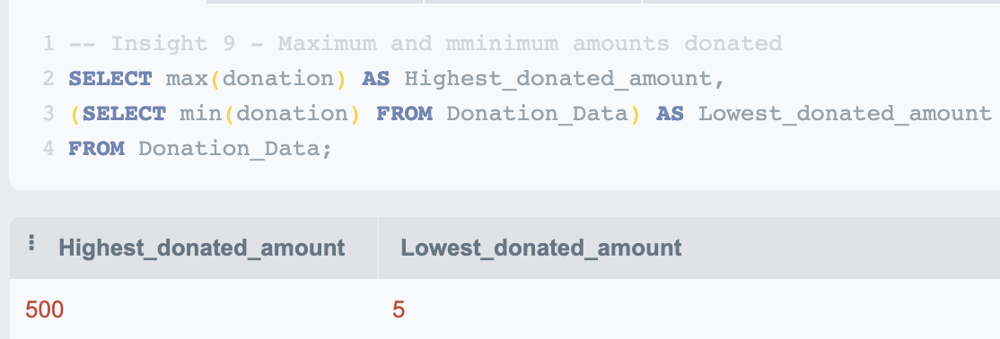 1 -- Insight 9 - Maximum and mminimum amounts donated
2 SELECT max(donation) AS Highest_donated_amount,
3 (SELECT min(donation) FROM Donation_Data) AS Lowest_donated_amount
4 FROM Donation_Data;
Highest_donated_amount Lowest_donated_amount
500 5